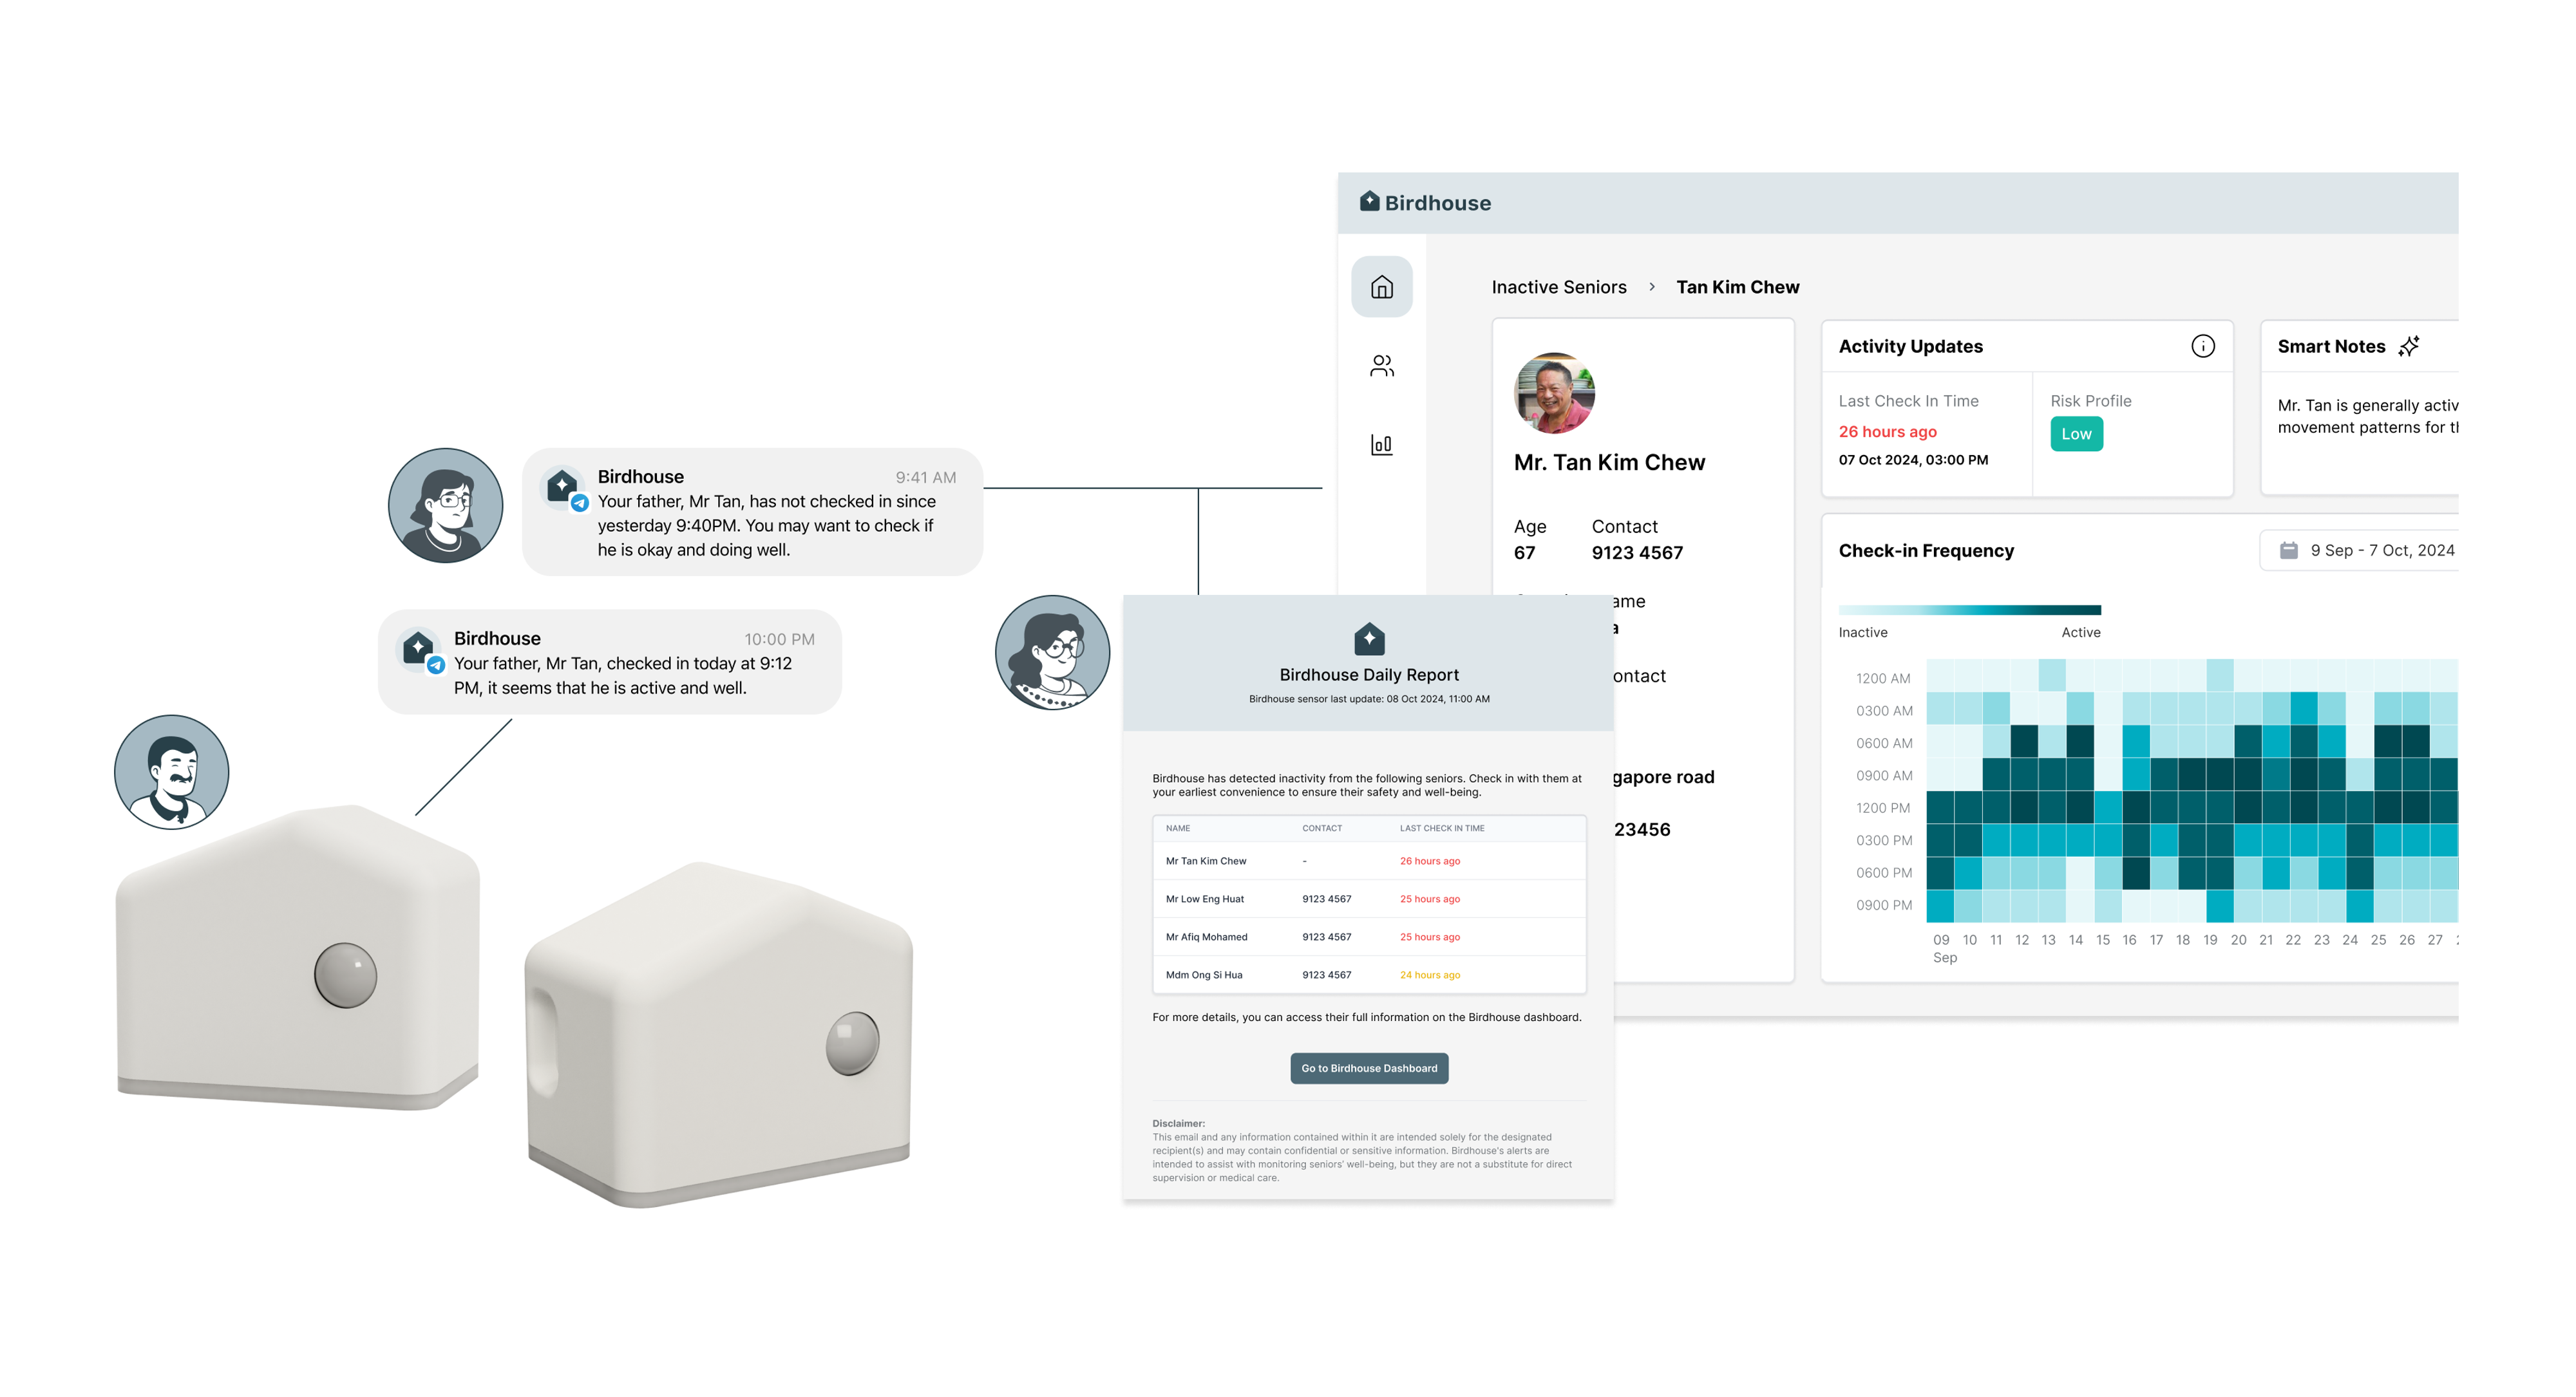 Birdhouse
Inactive Seniors > Tan Kim Chew
Mr. Tan Kim Chew
Age
Contact
67
9123 4567
ame
a
ontact
gapore road
23456
Activity Updates
Last Check In Time
26 hours ago
07 Oct 2024, 03:00 PM
Risk Profile
Low
Smart Notes
Mr. Tan is generally activ
movement patterns for
Check-in Frequency
9 Sep - 7 Oct, 2024
Inactive
Active
1200 AM
0300 AM
0600 AM
0900 AM
1200 PM
0300 PM
0600 PM
0900 PM
09 10 11 12 13 14 15 16 17 18 19 20 21 22 23 24 25 26 27
Sep
Birdhouse
9:41 AM
Your father, Mr Tan, has not checked in since
yesterday 9:40PM. You may want to check if
he is okay and doing well.
Birdhouse
10:00 PM
Your father, Mr Tan, checked in today at 9:12
PM, it seems that he is active and well.
Birdhouse Daily Report
Birdhouse sensor last update: 08 Oct 2024, 11:00 AM
Birdhouse has detected inactivity from the following seniors. Check in with them at
your earliest convenience to ensure their safety and well-being.
NAME CONTACT LAST CHECK IN TIME
Mr Tan Kim Chew - 26 hours ago
Mr Low Eng Huat 9123 4567 25 hours ago
Mr Afiq Mohamed 9123 4567 25 hours ago
Mdm Ong Si Hua 9123 4567 24 hours ago
For more details, you can access their full information on the Birdhouse dashboard.
Go to Birdhouse Dashboard
Disclaimer:
This email and any information contained within it are intended solely for the designated
recipient(s) and may contain confidential or sensitive information. Birdhouse's alerts are
intended to assist with monitoring seniors' well-being, but they are not a substitute for direct
supervision or medical care.